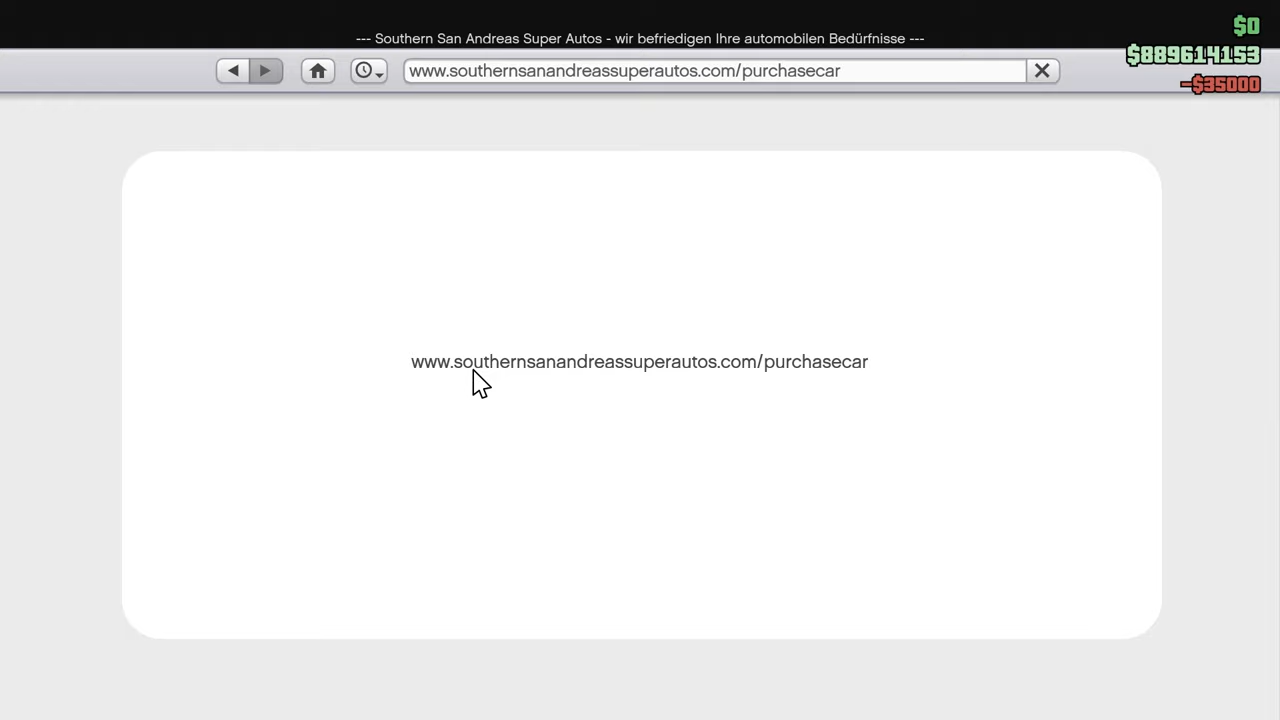 $0
--- Southern San Andreas Super Autos - wir befriedigen Ihre automobilen Bedürfnisse ---
$889614153
www.southernsanandreassuperautos.com/purchasecar
-$35000
www.southernsanandreassuperautos.com/purchasecar